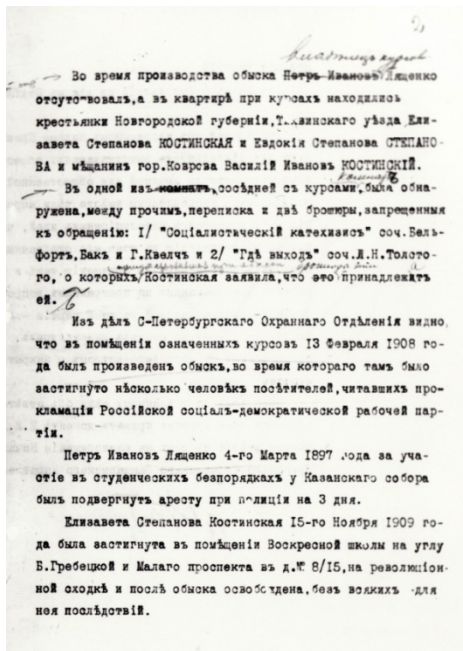 2
владѣлецъ курсовъ
Во время производства обыска Петръ Ивановъ Лященко
отсутствовалъ, а въ квартирѣ при курсахъ находились
крестьянки Новгородской губерніи, Тихвинскаго уѣзда, Ели-
завета Степанова КОСТИНСКАЯ и Евдокія Степанова СТЕПАНО-
ВА и мѣщанинъ гор.Коврова Василій Ивановъ КОСТИНСКІЙ.
Въ одной изъ комнатъ, сосѣдней съ курсами, была обна-
ружена, между прочимъ, переписка и двѣ брошюры, запрещенныя
къ обращенію: 1/ "Соціалистическій катехизисъ" соч. Бель-
фортъ, Бакъ и Г.Квелчъ и 2/ "Гдѣ выходъ" соч.Л.Н.Толсто-
го, о которыхъ Костинская заявила, что это принадлежатъ
ей.
Изъ дѣлъ С-Петербургскаго Охраннаго Отдѣленія видно,
что въ помѣщеніи означенныхъ курсовъ 13 Февраля 1908 го-
да былъ произведенъ обыскъ, во время котораго тамъ было
застигнуто нѣсколько человѣкъ посѣтителей, читавшихъ про-
кламаціи Россійской соціалъ-демократической рабочей пар-
тіи.
Петръ Ивановъ Лященко 4-го Марта 1897 года за уча-
стіе въ студенческихъ безпорядкахъ у Казанскаго собора
былъ подвергнутъ аресту при полиціи на 3 дня.
Елизавета Степанова Костинская 15-го Ноября 1909 го-
да была застигнута въ помѣщеніи Воскресной школы на углу
Б.Гребецкой и Малаго проспекта въ д.№ 8/15, на революціон-
ной сходкѣ и послѣ обыска освобождена, безъ всякихъ для
нея послѣдствій.